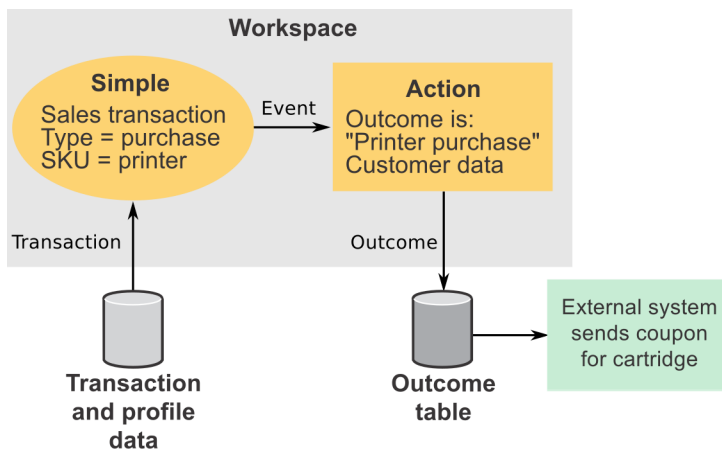 Workspace
Simple
Sales transaction
Type = purchase
SKU = printer
Event
Action
Outcome is:
"Printer purchase"
Customer data
Transaction
Outcome
Transaction
and profile
data
Outcome
table
External system
sends coupon
for cartridge